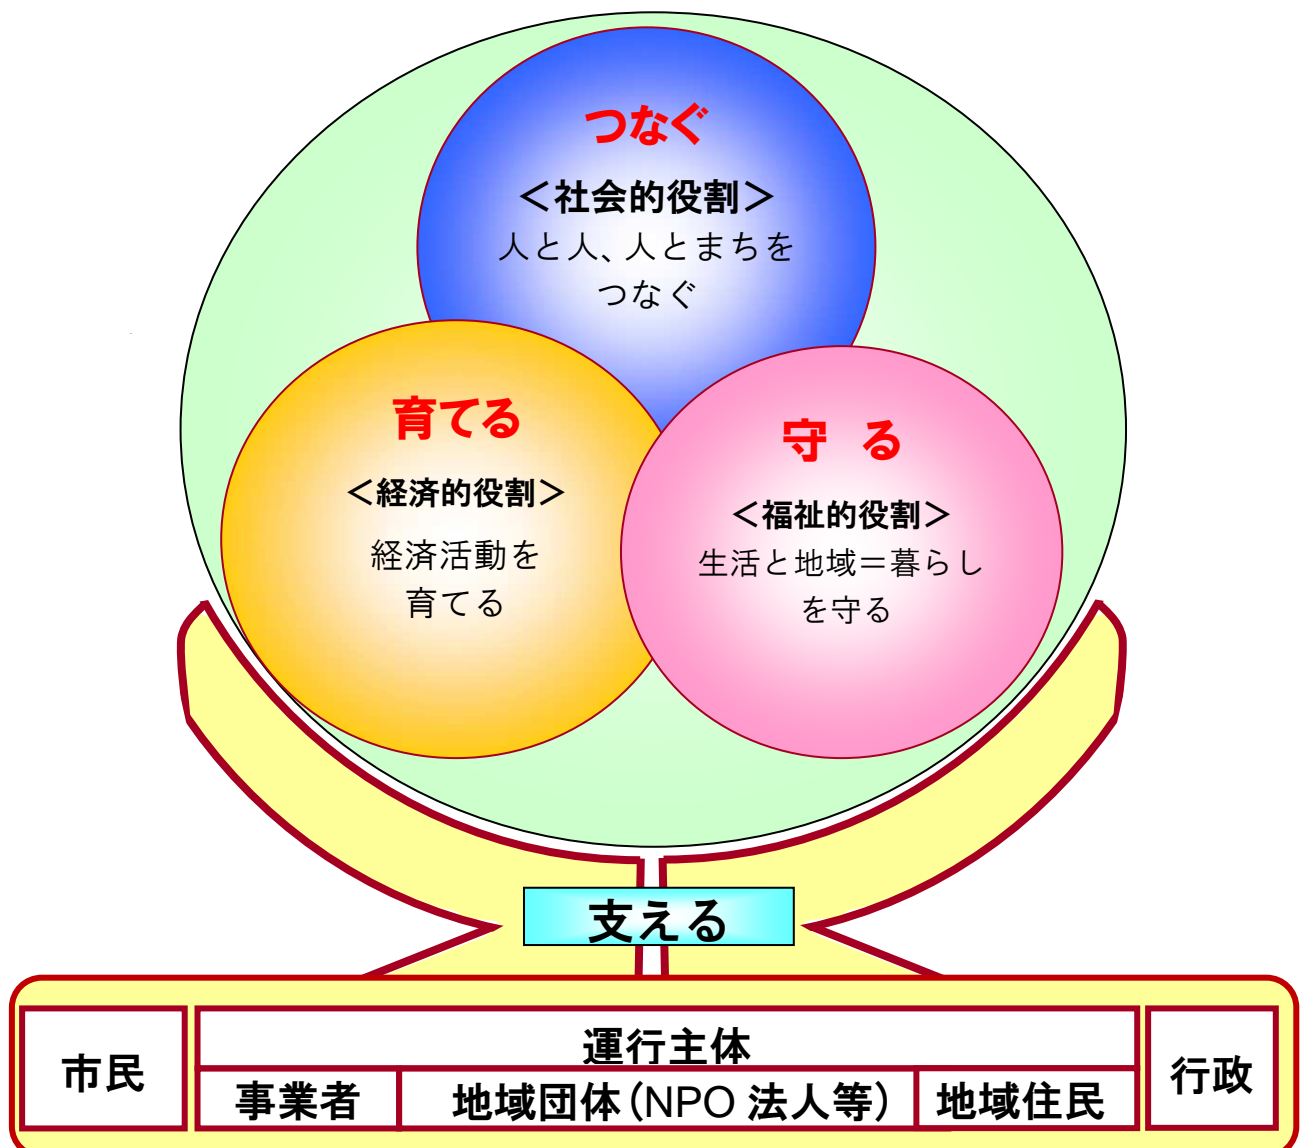 つなぐ
＜社会的役割＞
人と人、人とまちを
つなぐ
育てる
＜経済的役割＞
経済活動を
育てる
守 る
＜福祉的役割＞
生活と地域＝暮らし
を守る
支える
市民
運行主体
事業者
地域団体（NPO 法人等）
地域住民
行政